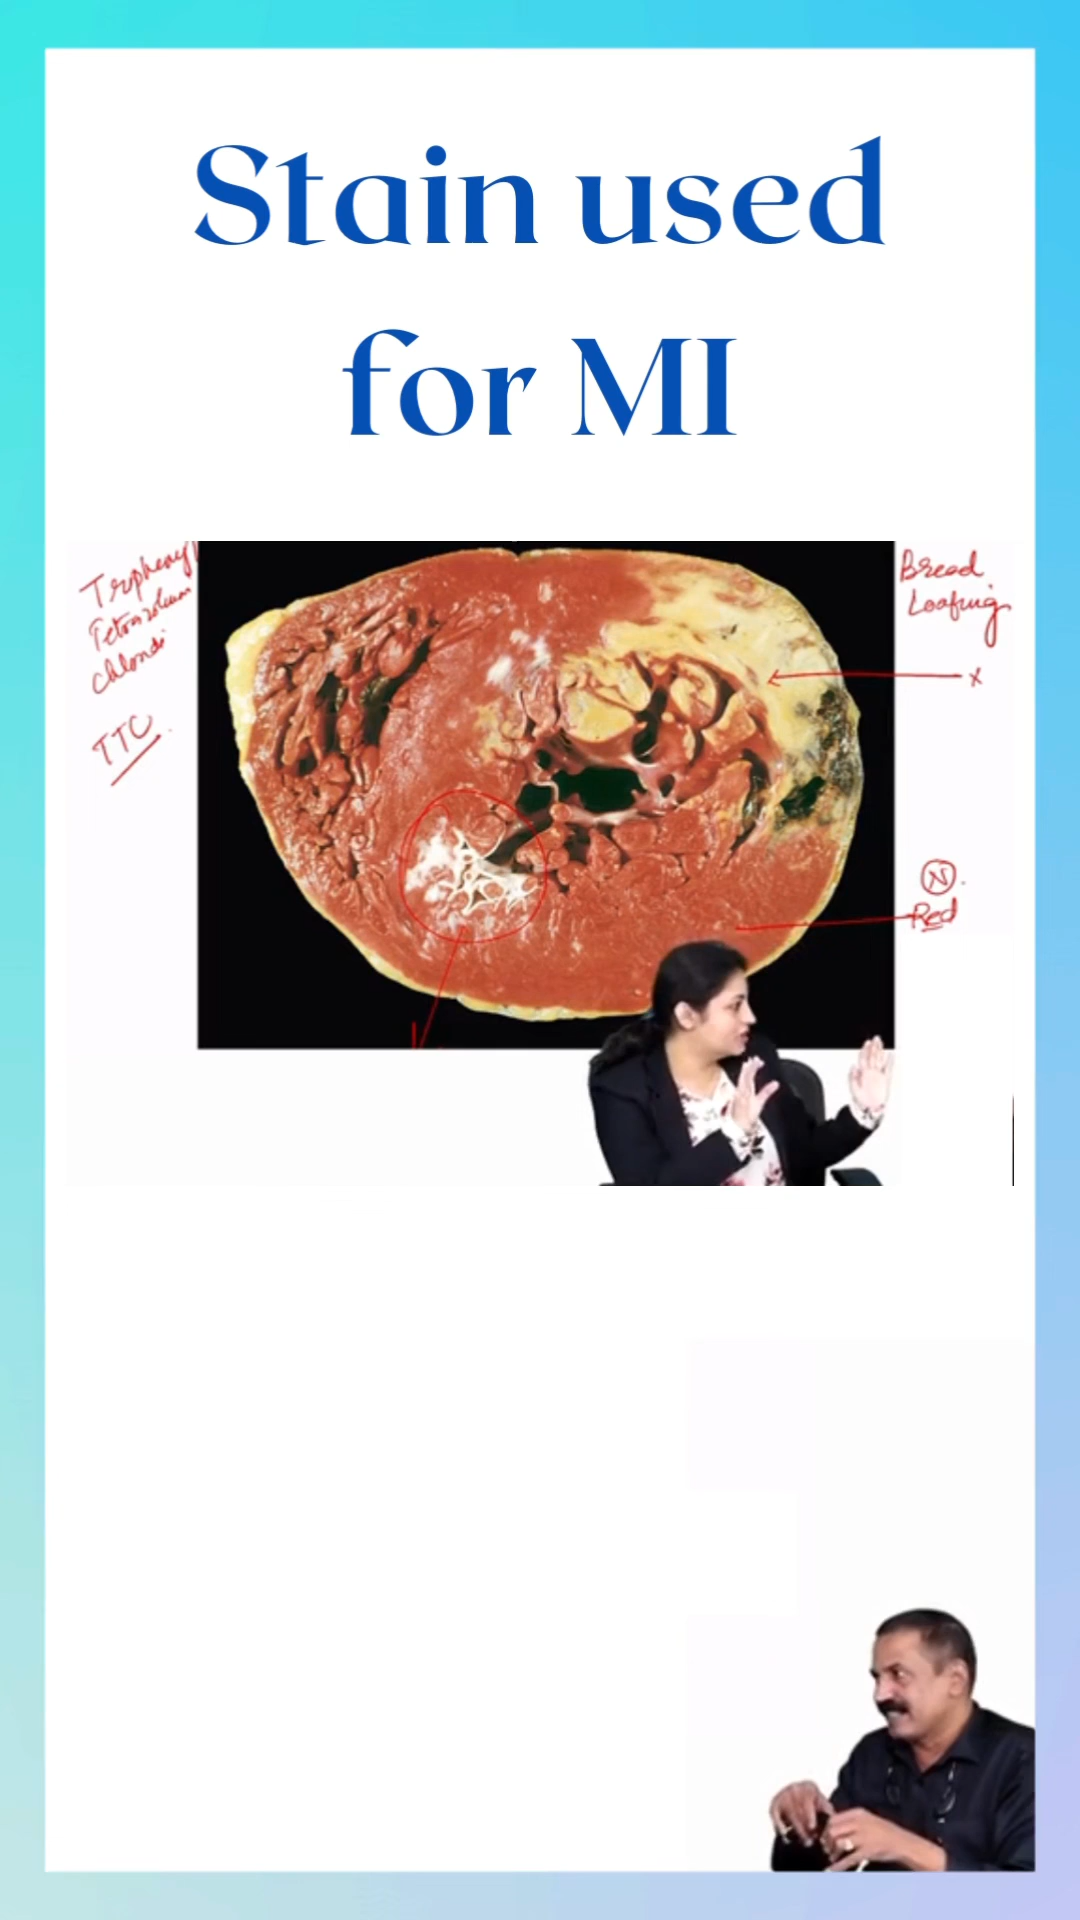 Stain used
for MI
Triphenyl
Tetrazolium
chloride
TTC
Bread
Loafing
x
N
Red